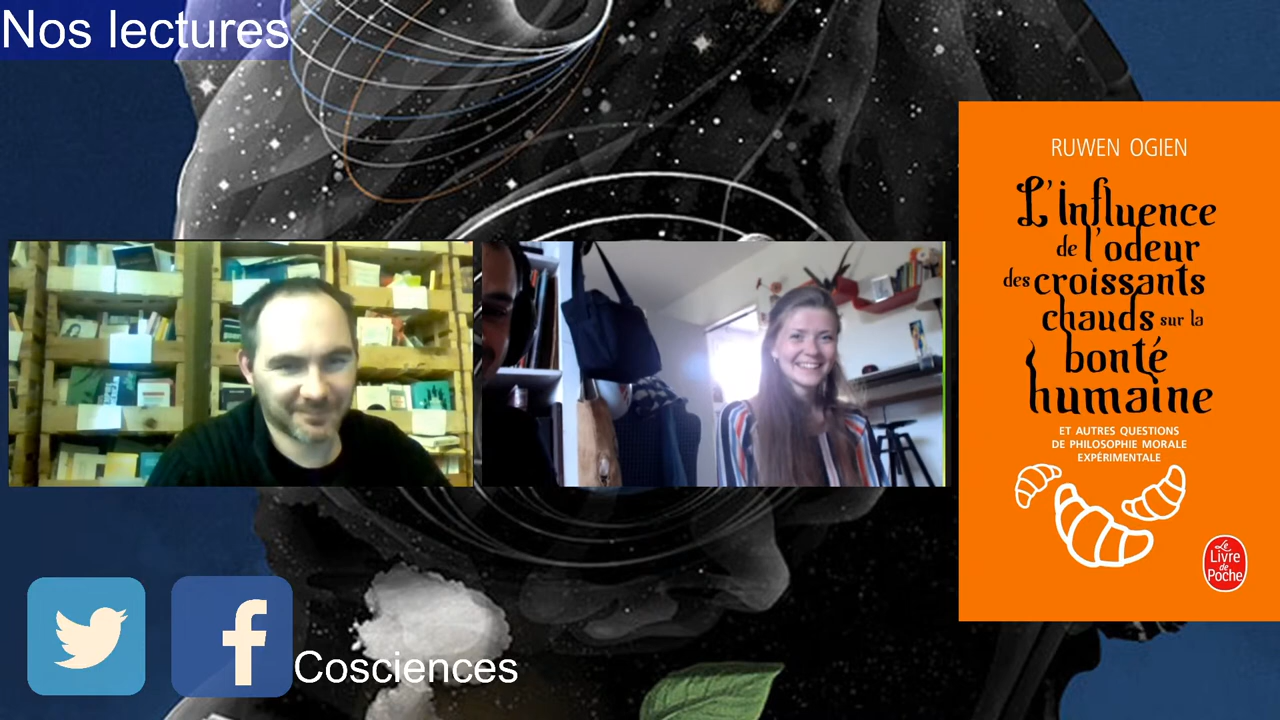 Nos lectures
RUWEN OGIEN
L'influence
de l'odeur
des croissants
chauds sur la
bonté
humaine
ET AUTRES QUESTIONS
DE PHILOSOPHIE MORALE
EXPÉRIMENTALE
Le
Livre
de
Poche
Cosciences